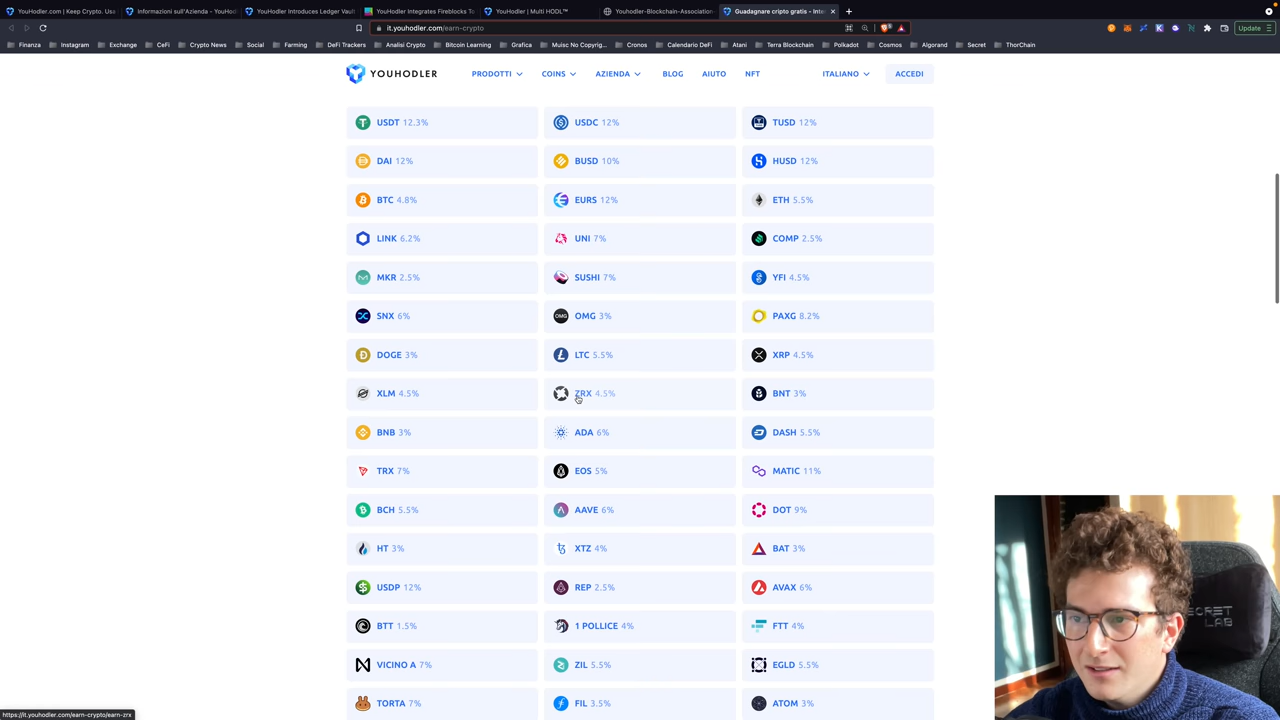 YouHodler.com | Keep Crypto. Usa
Informazioni sull'Azienda - YouHodl
YouHodler Introduces Ledger Vault
YouHodler Integrates Fireblocks To
YouHodler | Multi HODL™
Youhodler-Blockchain-Association-
Guadagnare cripto gratis - Inte
it.youhodler.com/earn-crypto
Update
Finanza
Instagram
Exchange
CeFi
Crypto News
Social
Farming
DeFI Trackers
Analisi Crypto
Bitcoin Learning
Grafica
Muisc No Copyrig...
Cronos
Calendario DeFi
Atani
Terra Blockchain
Polkadot
Cosmos
Algorand
Secret
ThorChain
YOUHODLER
PRODOTTI
COINS
AZIENDA
BLOG
AIUTO
NFT
ITALIANO
ACCEDI
USDT 12.3%
USDC 12%
TUSD 12%
DAI 12%
BUSD 10%
HUSD 12%
BTC 4.8%
EURS 12%
ETH 5.5%
LINK 6.2%
UNI 7%
COMP 2.5%
MKR 2.5%
SUSHI 7%
YFI 4.5%
SNX 6%
OMG 3%
PAXG 8.2%
DOGE 3%
LTC 5.5%
XRP 4.5%
XLM 4.5%
ZRX 4.5%
BNT 3%
BNB 3%
ADA 6%
DASH 5.5%
TRX 7%
EOS 5%
MATIC 11%
BCH 5.5%
AAVE 6%
DOT 9%
HT 3%
XTZ 4%
BAT 3%
USDP 12%
REP 2.5%
AVAX 6%
BTT 1.5%
1 POLLICE 4%
FTT 4%
VICINO A 7%
ZIL 5.5%
EGLD 5.5%
TORTA 7%
FIL 3.5%
ATOM 3%
https://it.youhodler.com/earn-crypto/earn-zrx